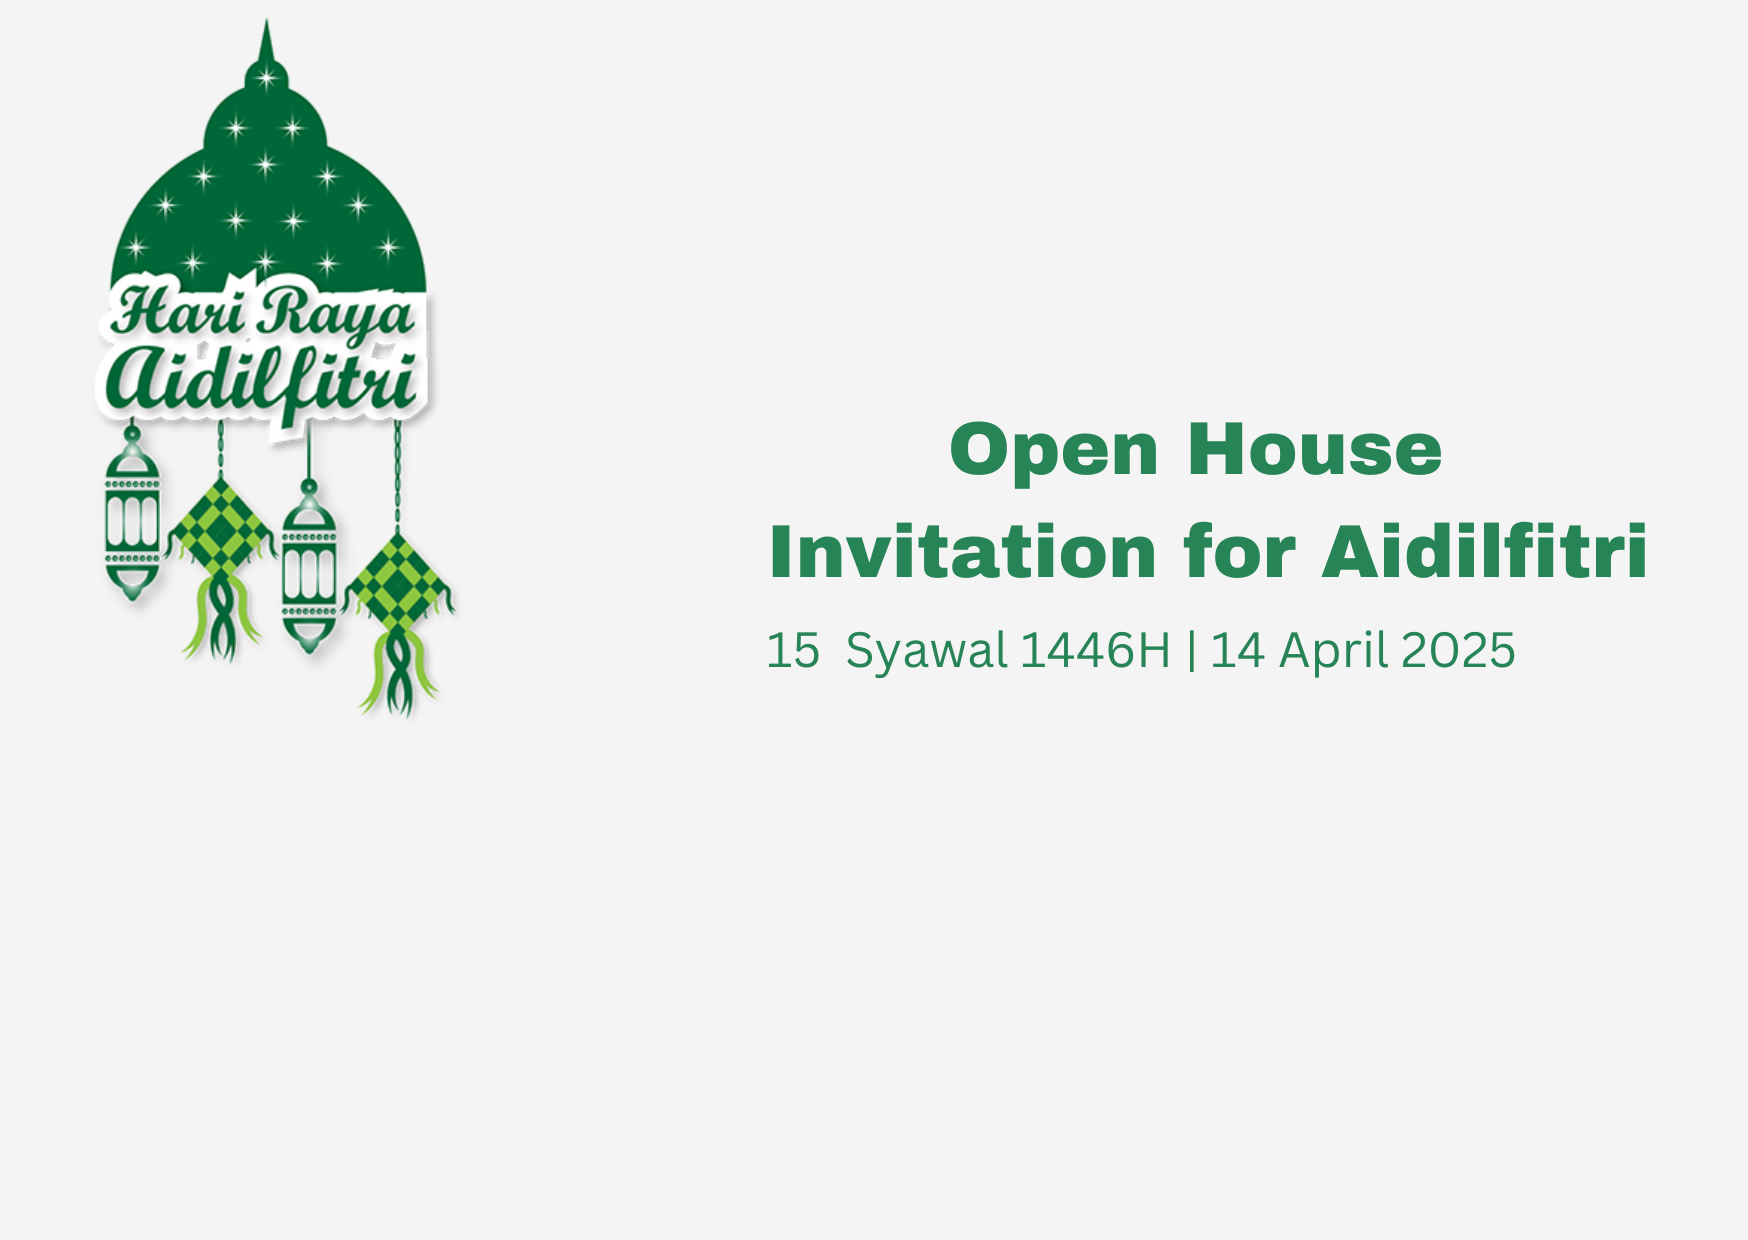 Hari Raya
Aidilfitri
Open House
Invitation for Aidilfitri
15  Syawal 1446H | 14 April 2025